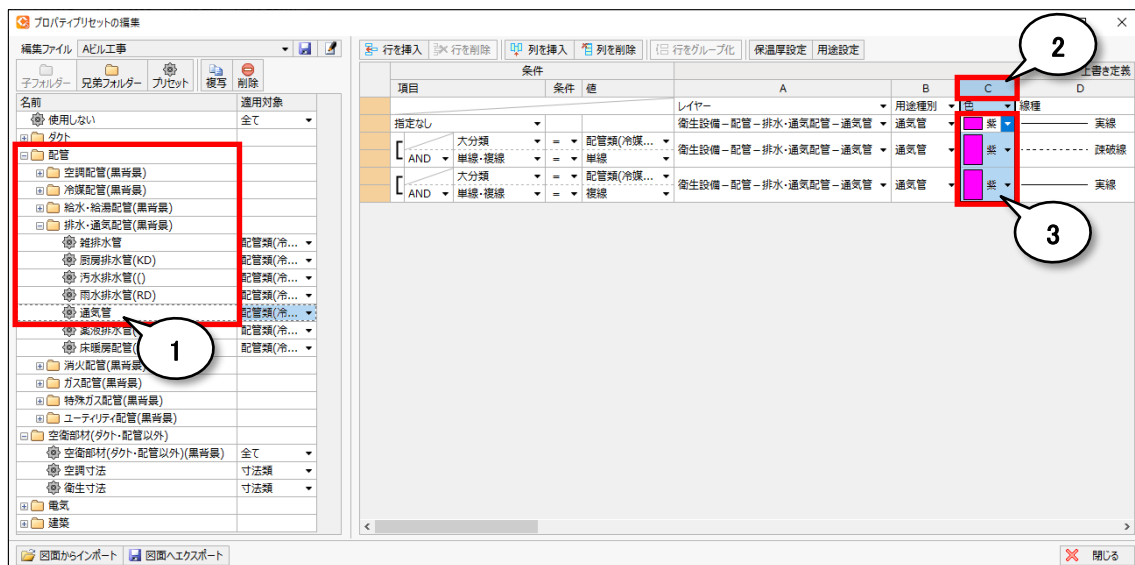 プロパティプリセットの編集
編集ファイル Aビル工事
子フォルダー 兄弟フォルダー プリセット 複写 削除
名前 適用対象
使用しない 全て
ダクト
配管
空調配管(黒背景)
冷媒配管(黒背景)
給水・給湯配管(黒背景)
排水・通気配管(黒背景)
雑排水管 配管類(冷...
厨房排水管(KD) 配管類(冷...
汚水排水管(() 配管類(冷...
雨水排水管(RD) 配管類(冷...
通気管 配管類(冷...
薬液排水管( 配管類(冷...
床暖房配管( 配管類(冷...
消火配管(黒背景)
ガス配管(黒背景)
特殊ガス配管(黒背景)
ユーティリティ配管(黒背景)
空衛部材(ダクト・配管以外)
空衛部材(ダクト・配管以外)(黒背景) 全て
空調寸法 寸法類
衛生寸法 寸法類
電気
建築
図面からインポート 図面へエクスポート
1
行を挿入 行を削除 列を挿入 列を削除 行をグループ化 保温厚設定 用途設定
条件 上書き定義
項目 条件 値 A B C D
レイヤー 用途種別 色 線種
指定なし 衛生設備－配管－排水・通気配管－通気管 通気管 紫 実線
大分類 = 配管類(冷媒...
AND 単線・複線 = 単線
衛生設備－配管－排水・通気配管－通気管 通気管 紫 疎破線
大分類 = 配管類(冷媒...
AND 単線・複線 = 複線
衛生設備－配管－排水・通気配管－通気管 通気管 紫 実線
2
3
閉じる